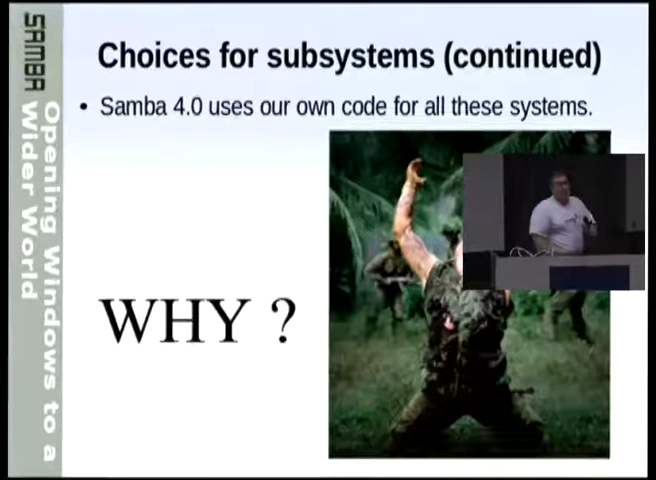 Choices for subsystems (continued)
• Samba 4.0 uses our own code for all these systems.
WHY ?
SAMBA
Opening Windows to a
Wider World